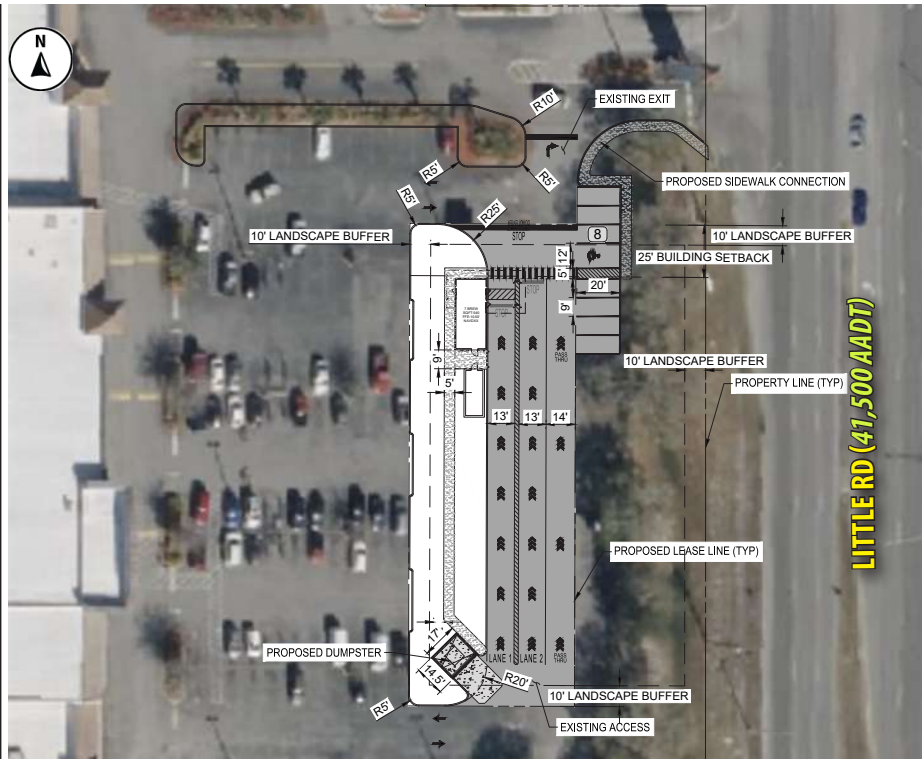 N
R10'
EXISTING EXIT
R5'
R5'
PROPOSED SIDEWALK CONNECTION
R5'
R25'
10' LANDSCAPE BUFFER
STOP
8
10' LANDSCAPE BUFFER
12'
25' BUILDING SETBACK
5'
20'
STOP
STOP
9'
9'
PASS THRU
10' LANDSCAPE BUFFER
5'
PROPERTY LINE (TYP)
13'
13'
14'
LITTLE RD (41,500 AADT)
PROPOSED LEASE LINE (TYP)
17'
PROPOSED DUMPSTER
LANE 1
LANE 2
PASS THRU
14.5'
R20'
10' LANDSCAPE BUFFER
R5'
EXISTING ACCESS